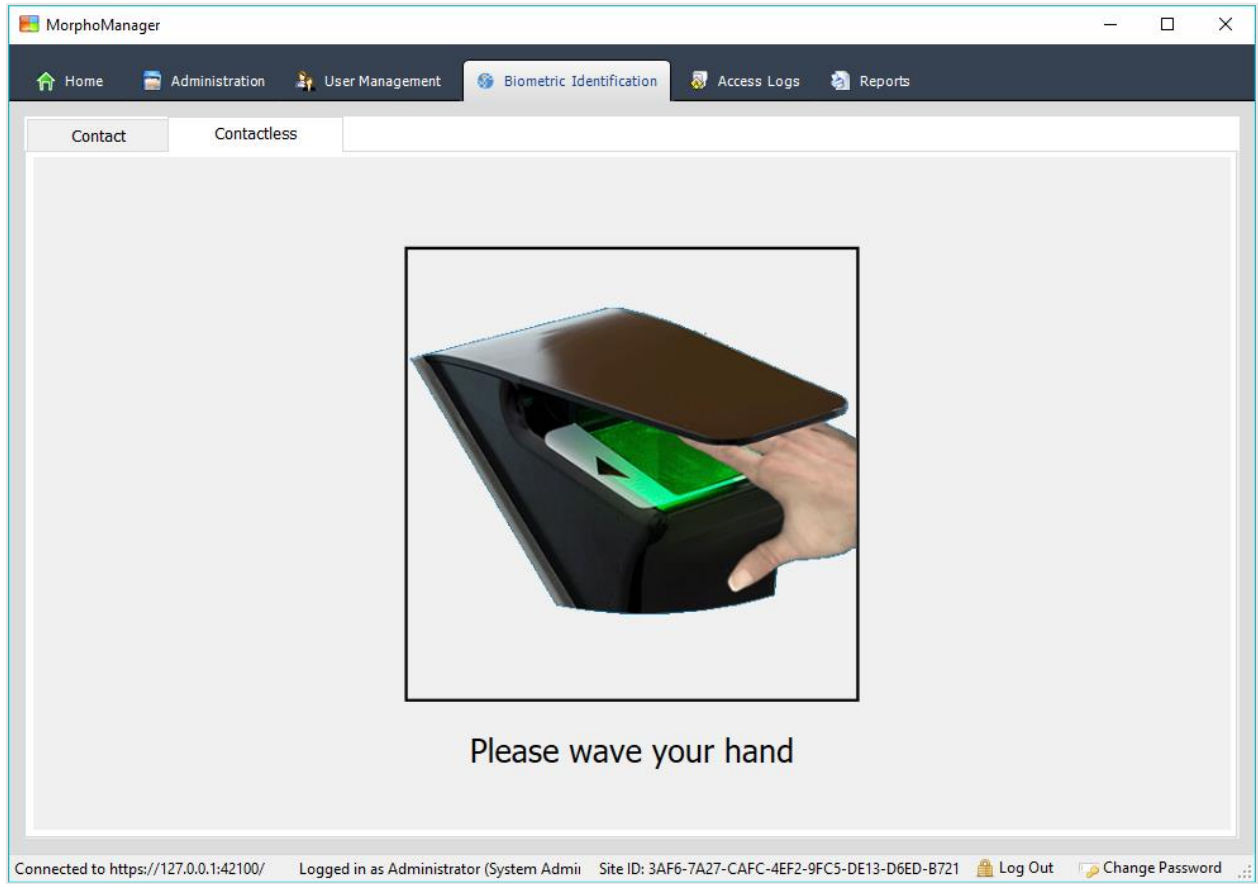 MorphoManager
Home Administration User Management Biometric Identification Access Logs Reports
Contact Contactless
Please wave your hand
Connected to https://127.0.0.1:42100/ Logged in as Administrator (System Admii Site ID: 3AF6-7A27-CAFC-4EF2-9FC5-DE13-D6ED-B721 Log Out Change Password